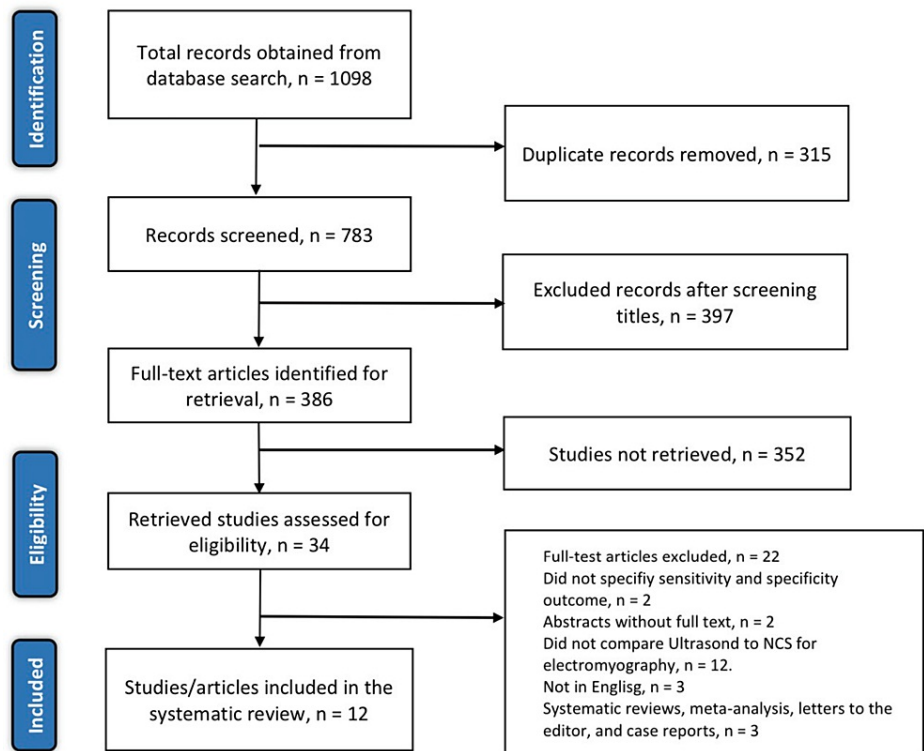 Identification
Total records obtained from
database search, n = 1098
Duplicate records removed, n = 315
Screening
Records screened, n = 783
Excluded records after screening
titles, n = 397
Full-text articles identified for
retrieval, n = 386
Studies not retrieved, n = 352
Eligibility
Retrieved studies assessed for
eligibility, n = 34
Full-test articles excluded, n = 22
Did not specifiy sensitivity and specificity
outcome, n = 2
Abstracts without full text, n = 2
Did not compare Ultrasond to NCS for
electromyography, n = 12.
Not in Englisg, n = 3
Systematic reviews, meta-analysis, letters to the
editor, and case reports, n = 3
Included
Studies/articles included in the
systematic review, n = 12